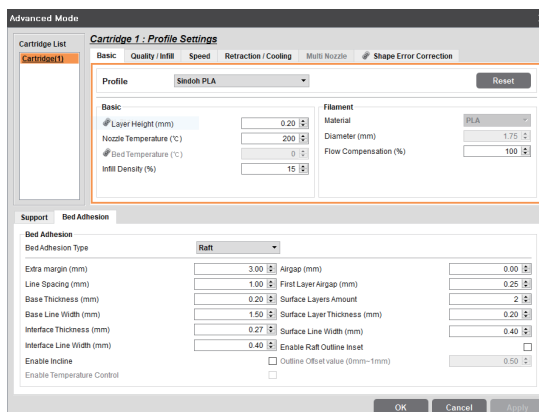 Advanced Mode
Cartridge List
Cartridge(1)
Cartridge 1 : Profile Settings
Basic Quality / Infill Speed Retraction / Cooling Multi Nozzle Shape Error Correction
Profile Sindoh PLA Reset
Basic
Layer Height (mm) 0.20
Nozzle Temperature (℃) 200
Bed Temperature (℃) 0
Infill Density (%) 15
Filament
Material PLA
Diameter (mm) 1.75
Flow Compensation (%) 100
Support Bed Adhesion
Bed Adhesion
Bed Adhesion Type Raft
Extra margin (mm) 3.00 Airgap (mm) 0.00
Line Spacing (mm) 1.00 First Layer Airgap (mm) 0.25
Base Thickness (mm) 0.20 Surface Layers Amount 2
Base Line Width (mm) 1.50 Surface Layer Thickness (mm) 0.20
Interface Thickness (mm) 0.27 Surface Line Width (mm) 0.40
Interface Line Width (mm) 0.40 Enable Raft Outline Inset
Enable Incline Outline Offset value (0mm~1mm) 0.50
Enable Temperature Control
OK Cancel Apply